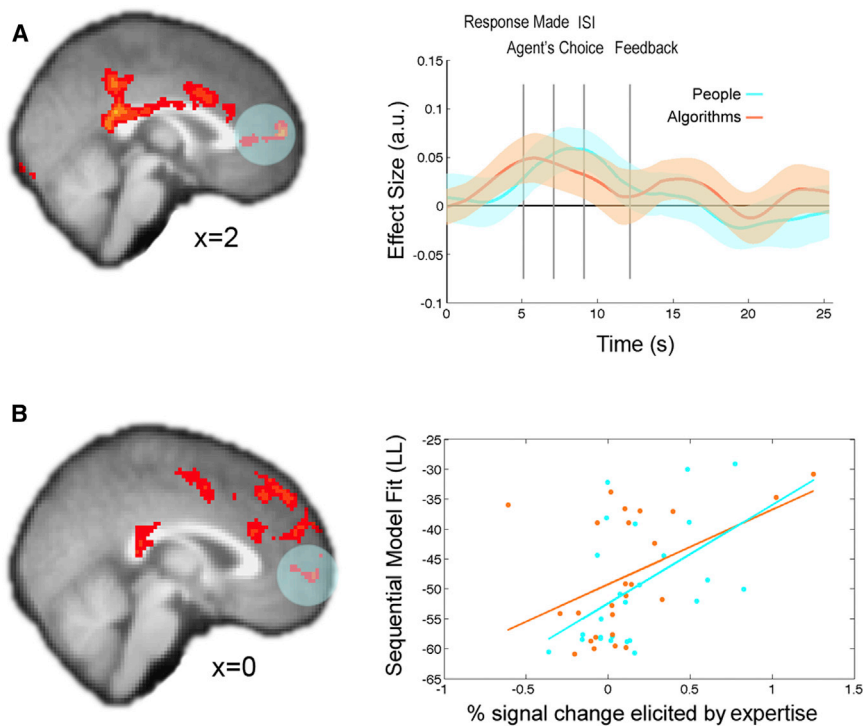 A
x=2
Response Made ISI
Agent's Choice Feedback
People
Algorithms
Effect Size (a.u.)
0.15
0.1
0.05
0
-0.05
-0.1
0 5 10 15 20 25
Time (s)
B
x=0
Sequential Model Fit (LL)
-25
-30
-35
-40
-45
-50
-55
-60
-65
-1 -0.5 0 0.5 1 1.5
% signal change elicited by expertise